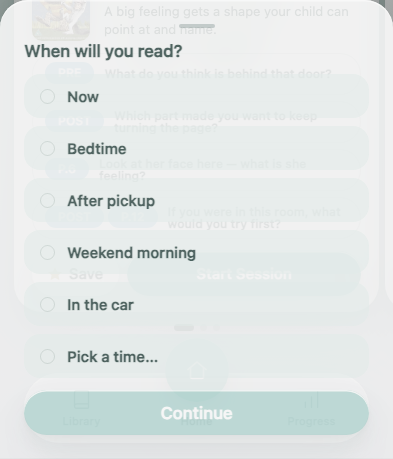 A big feeling gets a shape your child can
point at and name.
When will you read?
What do you think is behind that door?
Now
Which part made you want to keep
turning the page?
Bedtime
Look at her face here — what is she
feeling?
After pickup
If you were in this room, what
would you try first?
Weekend morning
Save
Start Session
In the car
Pick a time...
Continue
Library
Home
Progress